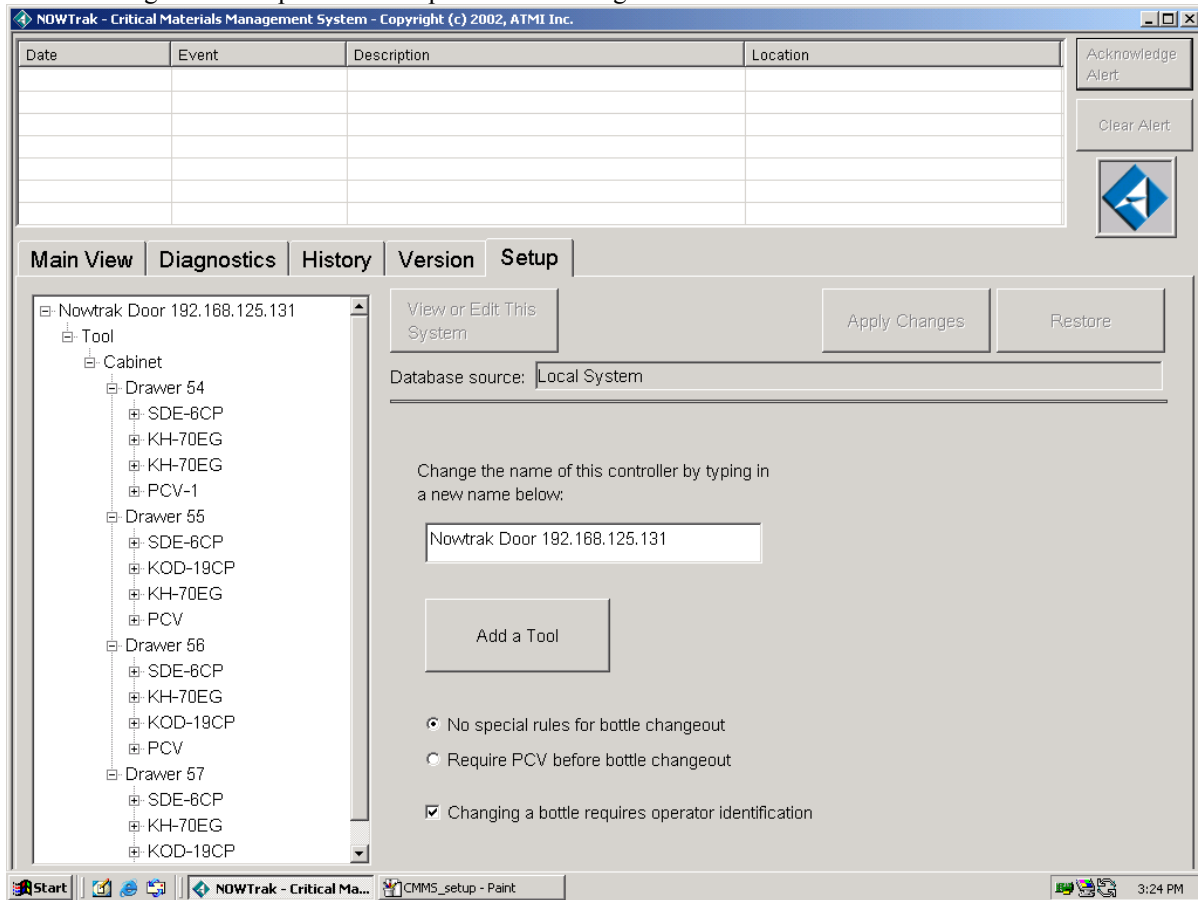 NOWTrak - Critical Materials Management System - Copyright (c) 2002, ATMI Inc.
Date Event Description Location
Acknowledge
Alert
Clear Alert
Main View Diagnostics History Version Setup
Nowtrak Door 192.168.125.131
Tool
Cabinet
Drawer 54
SDE-6CP
KH-70EG
KH-70EG
PCV-1
Drawer 55
SDE-6CP
KOD-19CP
KH-70EG
PCV
Drawer 56
SDE-6CP
KH-70EG
KOD-19CP
PCV
Drawer 57
SDE-6CP
KH-70EG
KOD-19CP
View or Edit This
System
Apply Changes
Restore
Database source: Local System
Change the name of this controller by typing in
a new name below:
Nowtrak Door 192.168.125.131
Add a Tool
No special rules for bottle changeout
Require PCV before bottle changeout
Changing a bottle requires operator identification
Start
NOWTrak - Critical Ma...
CMMS_setup - Paint
3:24 PM